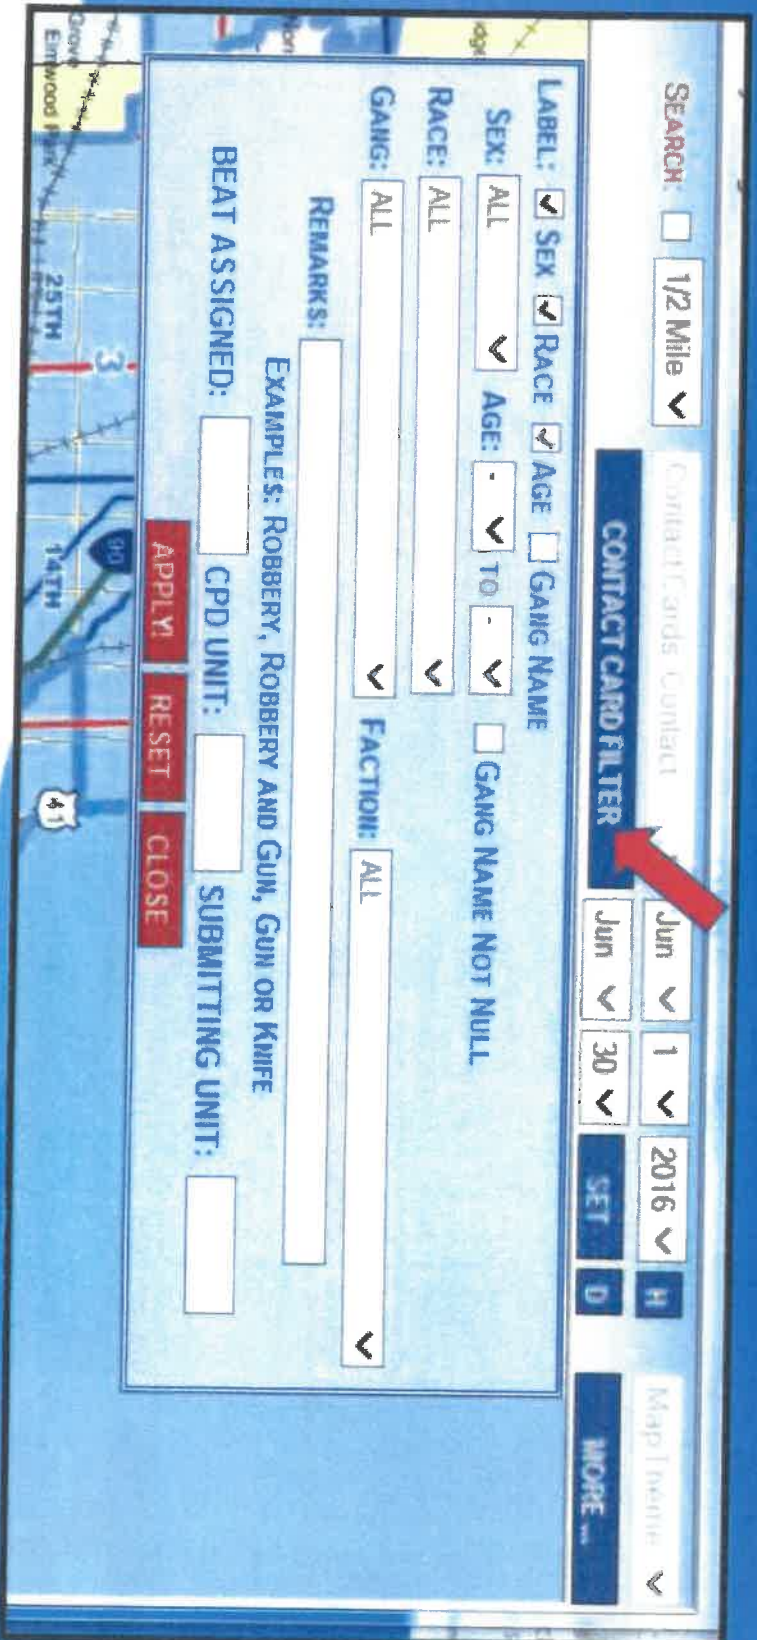 SEARCH: 1/2 Mile Contact Cards Contact Jun 1 2016 H Map Theme
CONTACT CARD FILTER Jun 30 SET D MORE ...
LABEL: SEX RACE AGE GANG NAME
SEX: ALL AGE: - TO - GANG NAME NOT NULL
RACE: ALL
GANG: ALL FACTION: ALL
REMARKS:
EXAMPLES: ROBBERY, ROBBERY AND GUN, GUN OR KNIFE
BEAT ASSIGNED: CPD UNIT: SUBMITTING UNIT:
APPLY! RESET CLOSE
Grove
Elmwood Park
25TH
3
14TH
90
41